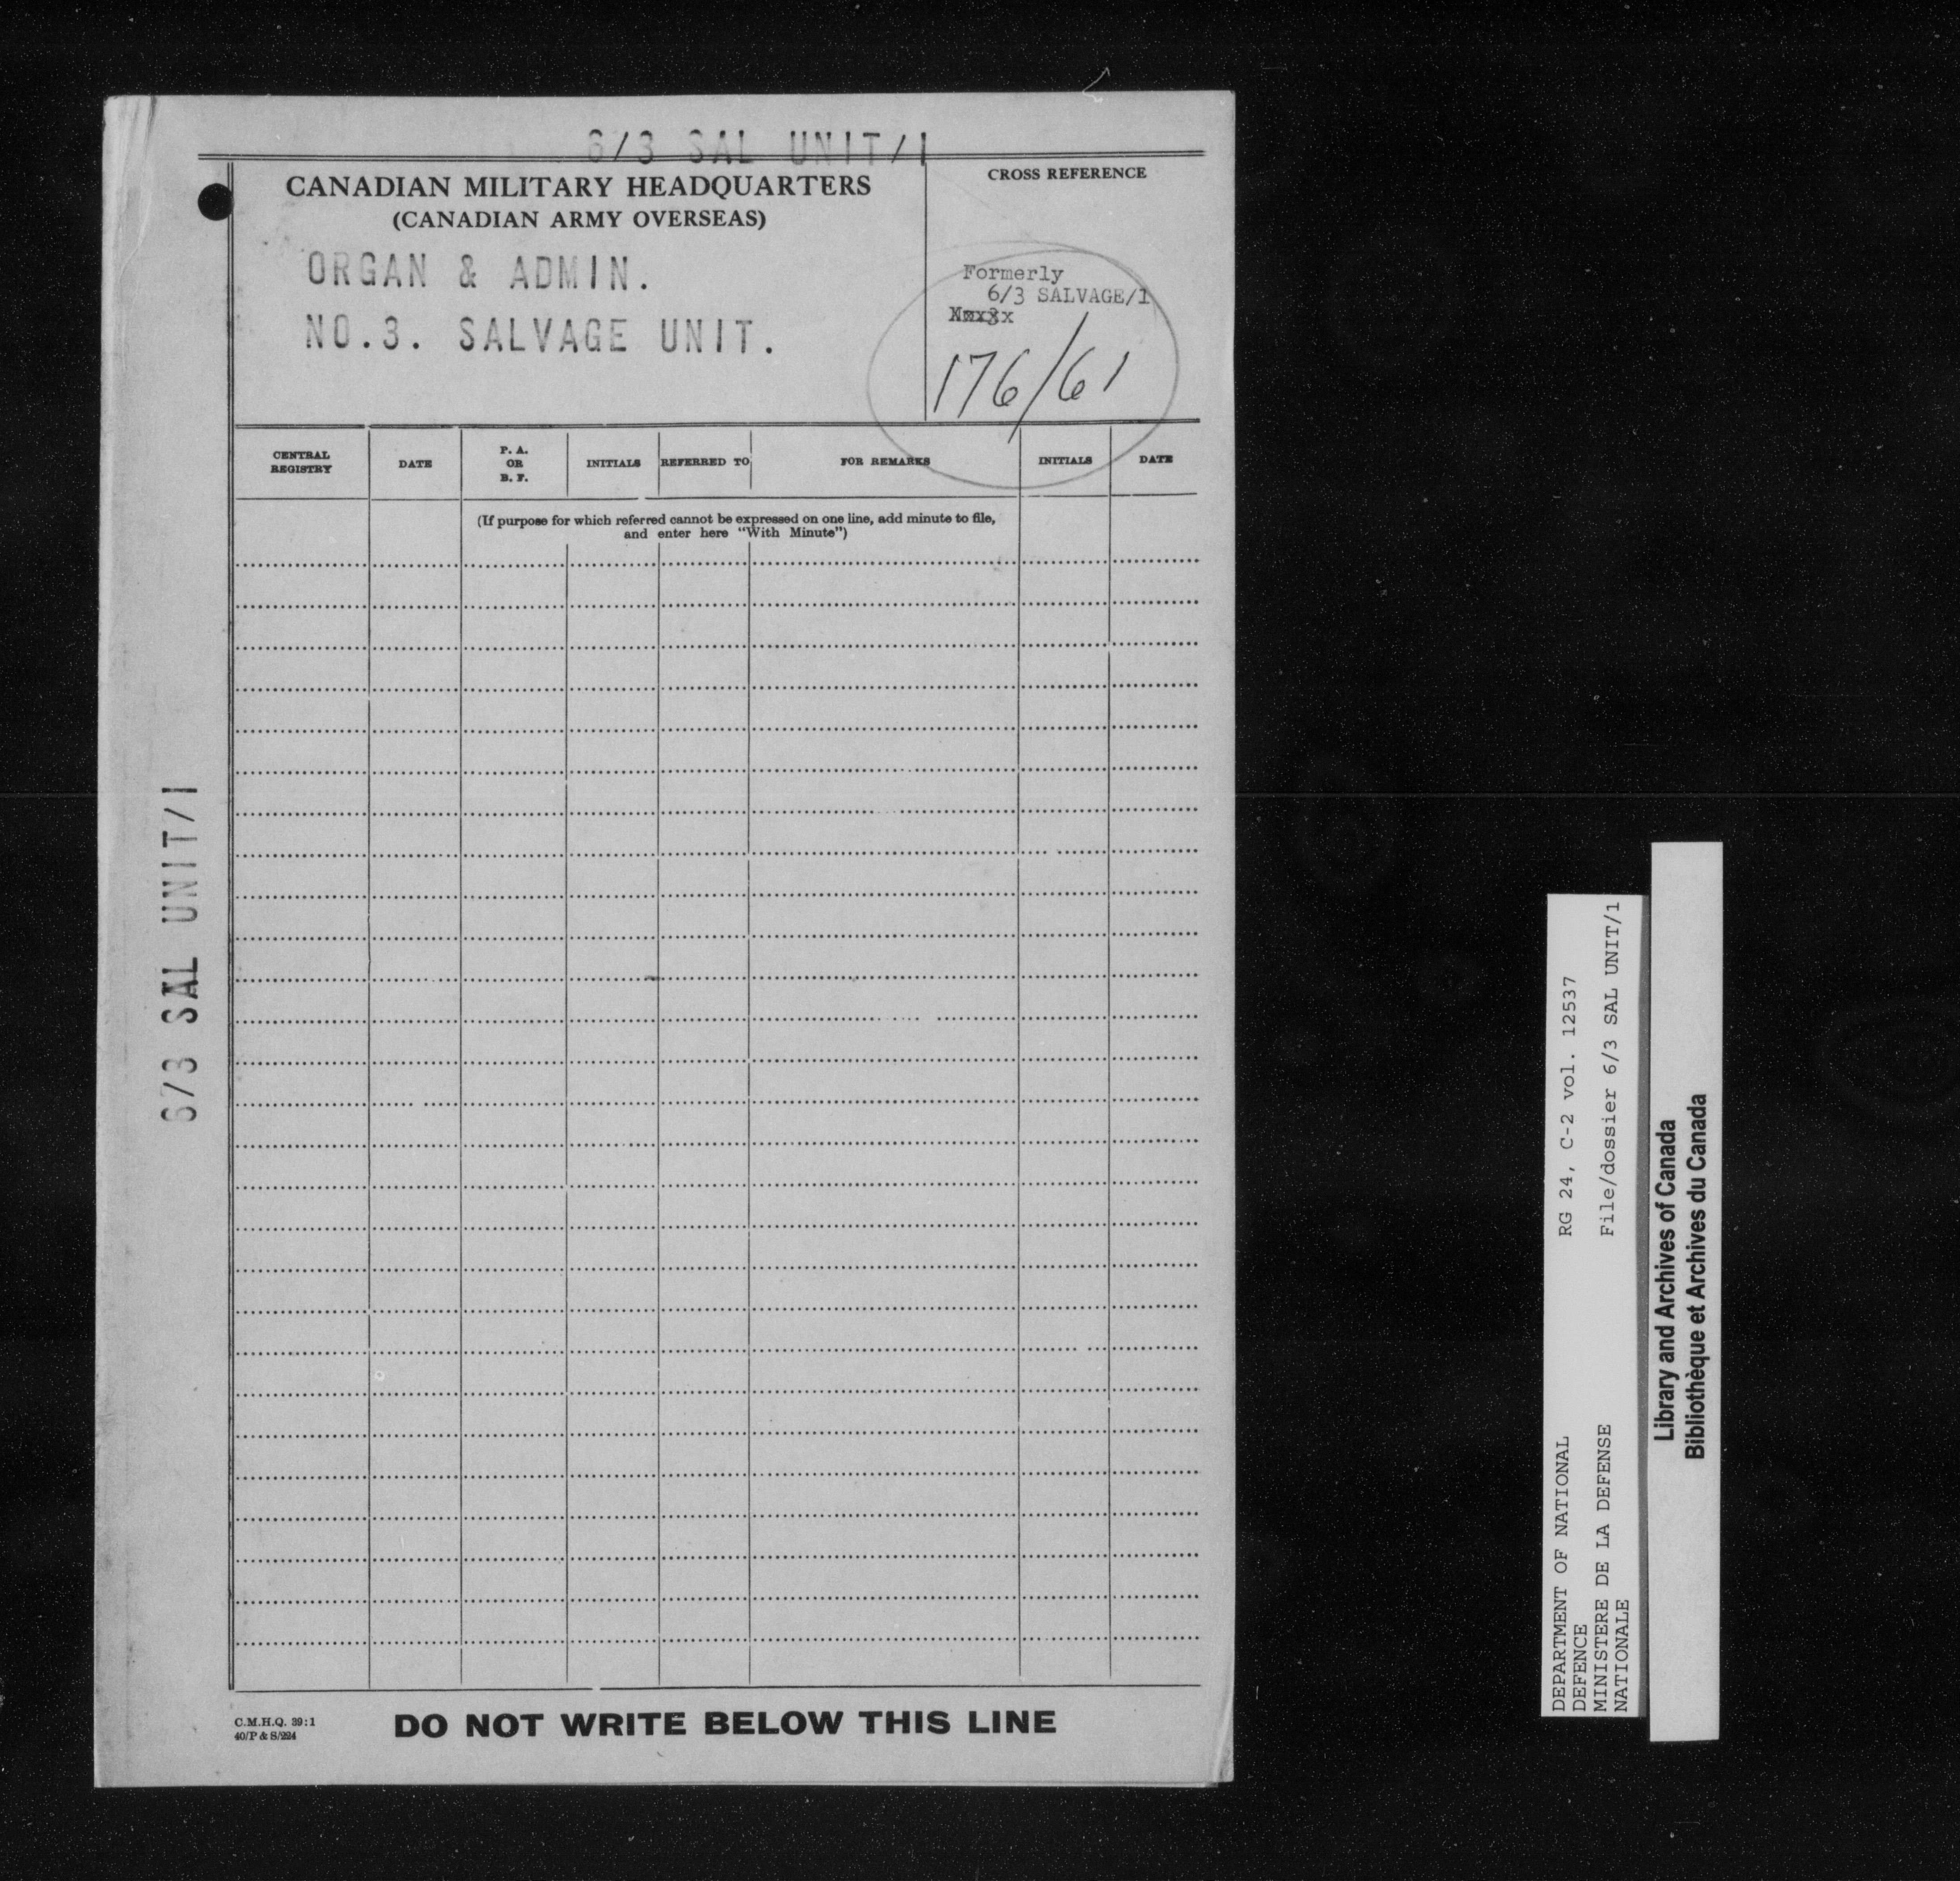 6/3 SAL UNIT/1
CANADIAN MILITARY HEADQUARTERS
(CANADIAN ARMY OVERSEAS)
ORGAN & ADMIN.
NO.3. SALVAGE UNIT.
CROSS REFERENCE
Formerly
6/3 SALVAGE/1
176/61
CENTRAL REGISTRY
DATE
P. A. OR B. F.
INITIALS
REFERRED TO
FOR REMARKS
INITIALS
DATE
(If purpose for which referred cannot be expressed on one line, add minute to file,
and enter here "With Minute")
6/3 SAL UNIT/1
C.M.H.Q. 39:1
40/P & S/224
DO NOT WRITE BELOW THIS LINE
DEPARTMENT OF NATIONAL
DEFENCE
MINISTERE DE LA DEFENSE
NATIONALE
RG 24, C-2 vol. 12537
File/dossier 6/3 SAL UNIT/1
Library and Archives of Canada
Bibliothèque et Archives du Canada